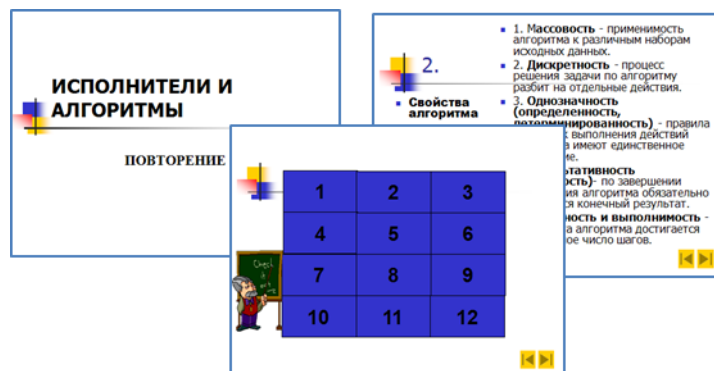 ИСПОЛНИТЕЛИ И
АЛГОРИТМЫ
ПОВТОРЕНИЕ
2.
Свойства
алгоритма
1. Массовость - применимость
алгоритма к различным наборам
исходных данных.
2. Дискретность - процесс
решения задачи по алгоритму
разбит на отдельные действия.
3. Однозначность
(определенность,
детерминированность) - правила
выполнения действий
имеют единственное
по завершении
алгоритма обязательно
конечный результат.
и выполнимость -
алгоритма достигается
число шагов.
1 2 3
4 5 6
7 8 9
10 11 12